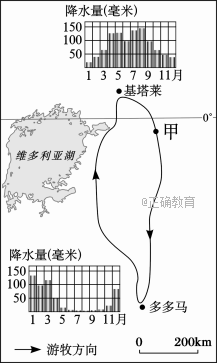 降水量(毫米)
150
100
50
0
1 3 5 7 9 11月
基塔莱
0°
甲
维多利亚湖
@正确教育
降水量(毫米)
150
100
50
0
1 3 5 7 9 11月
多多马
游牧方向
0 200km